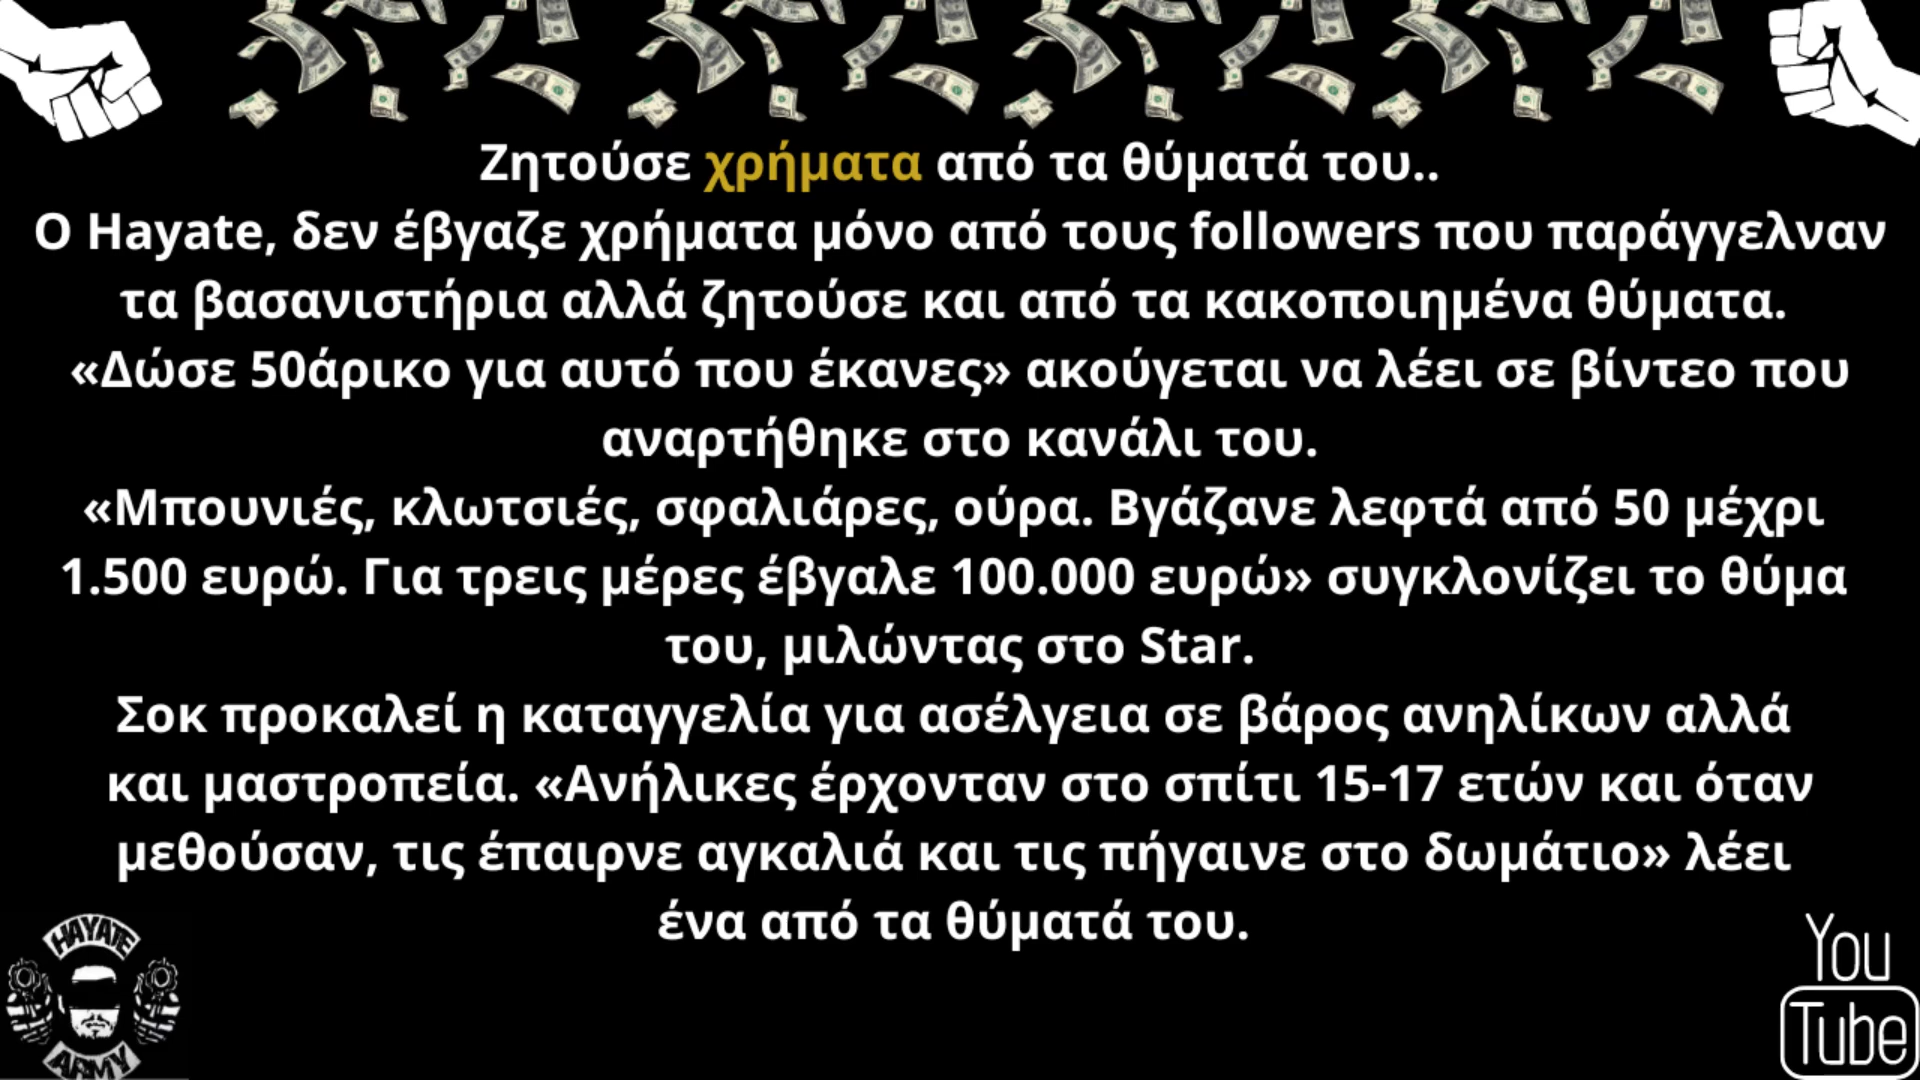 Ζητούσε χρήματα από τα θύματά του..
Ο Hayate, δεν έβγαζε χρήματα μόνο από τους followers που παράγγελναν
τα βασανιστήρια αλλά ζητούσε και από τα κακοποιημένα θύματα.
«Δώσε 50άρικο για αυτό που έκανες» ακούγεται να λέει σε βίντεο που
αναρτήθηκε στο κανάλι του.
«Μπουνιές, κλωτσιές, σφαλιάρες, ούρα. Βγάζανε λεφτά από 50 μέχρι
1.500 ευρώ. Για τρεις μέρες έβγαλε 100.000 ευρώ» συγκλονίζει το θύμα
του, μιλώντας στο Star.
Σοκ προκαλεί η καταγγελία για ασέλγεια σε βάρος ανηλίκων αλλά
και μαστροπεία. «Ανήλικες έρχονταν στο σπίτι 15-17 ετών και όταν
μεθούσαν, τις έπαιρνε αγκαλιά και τις πήγαινε στο δωμάτιο» λέει
ένα από τα θύματά του.
HAYATE
ARMY
You
Tube